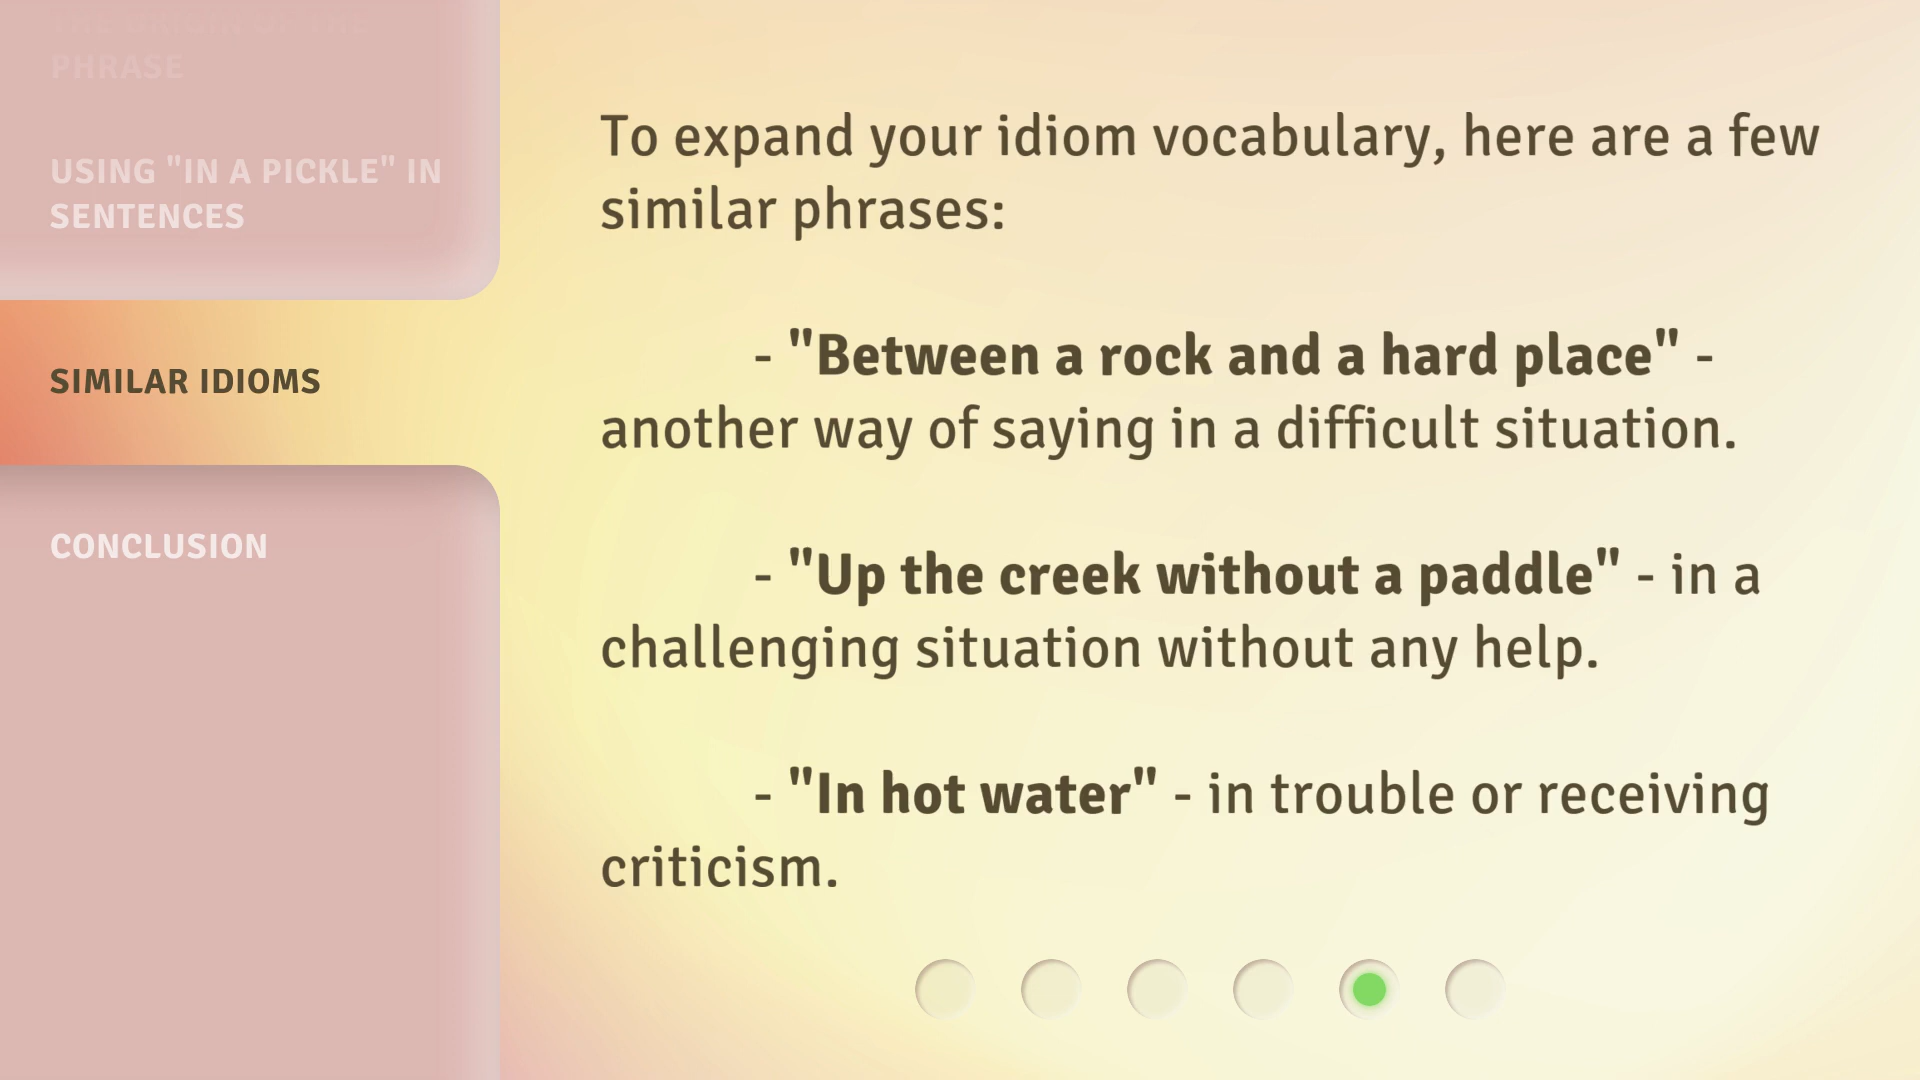 PHRASE
USING "IN A PICKLE" IN
SENTENCES
SIMILAR IDIOMS
CONCLUSION
To expand your idiom vocabulary, here are a few
similar phrases:
- "Between a rock and a hard place" -
another way of saying in a difficult situation.
- "Up the creek without a paddle" - in a
challenging situation without any help.
- "In hot water" - in trouble or receiving
criticism.